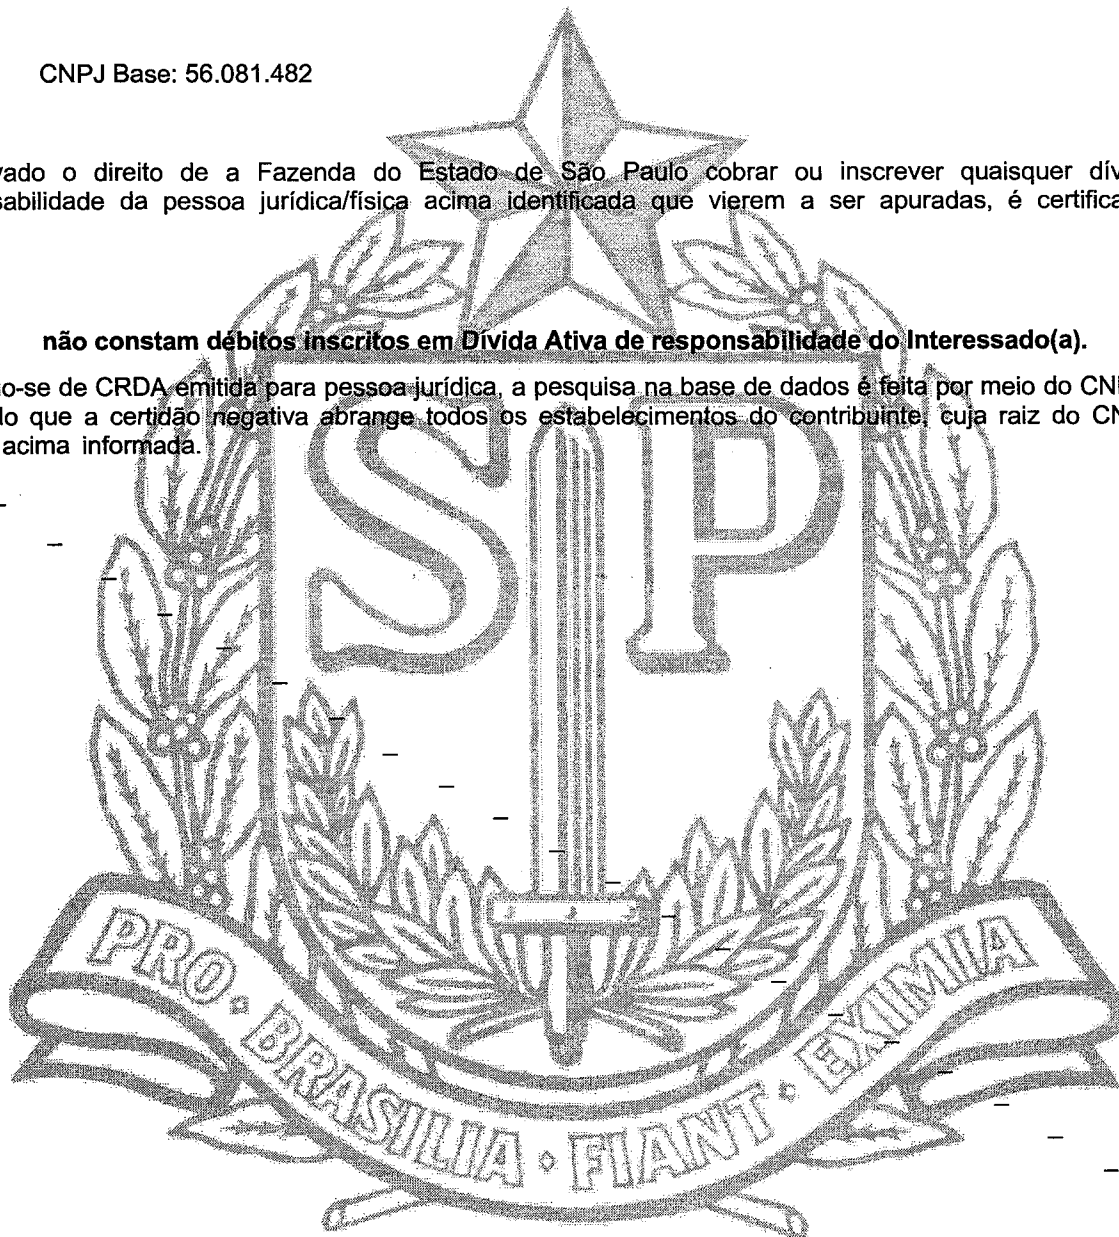 CNPJ Base: 56.081.482
vado o direito de a Fazenda do Estado de São Paulo cobrar ou inscrever quaisquer dív
sabilidade da pessoa jurídica/física acima identificada que vierem a ser apuradas, é certifica
não constam débitos inscritos em Dívida Ativa de responsabilidade do Interessado(a).
o-se de CRDA emitida para pessoa jurídica, a pesquisa na base de dados é feita por meio do CN
do que a certidão negativa abrange todos os estabelecimentos do contribuinte, cuja raiz do CN
acima informada.
SP
PRO · BRASILIA · FIANT · EXIMIA